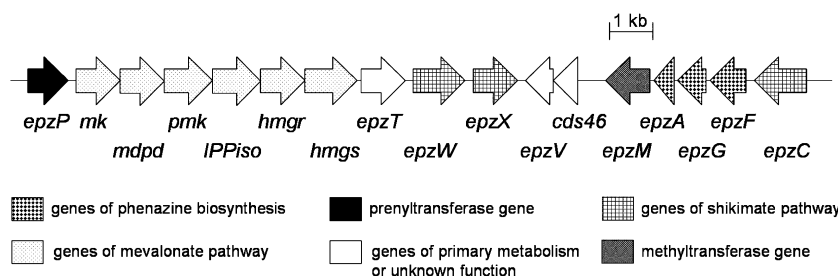 1 kb
epzP mk pmk hmgr epzT epzX cds46 epzA epzF
mdpd IPPiso hmgs epzW epzV epzM epzG epzC
genes of phenazine biosynthesis
prenyltransferase gene
genes of shikimate pathway
genes of mevalonate pathway
genes of primary metabolism
or unknown function
methyltransferase gene